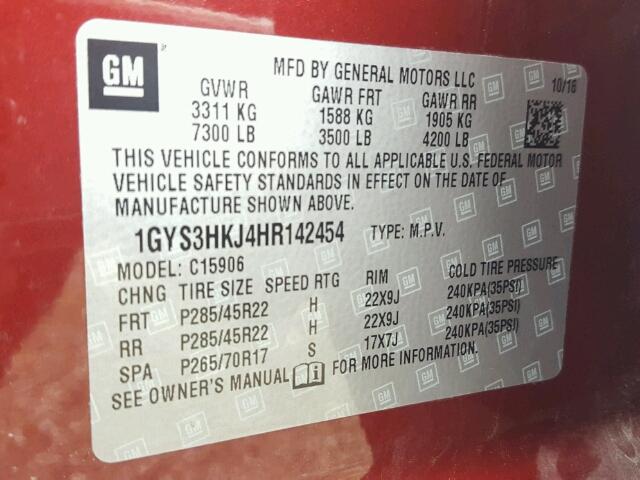 GM
MFD BY GENERAL MOTORS LLC 10/16
GVWR GAWR FRT GAWR RR
3311 KG 1588 KG 1905 KG
7300 LB 3500 LB 4200 LB
THIS VEHICLE CONFORMS TO ALL APPLICABLE U.S. FEDERAL MOTOR
VEHICLE SAFETY STANDARDS IN EFFECT ON THE DATE OF
MANUFACTURE SHOWN ABOVE.
1GYS3HKJ4HR142454 TYPE: M.P.V.
MODEL: C15906
CHNG TIRE SIZE SPEED RTG RIM COLD TIRE PRESSURE
FRT P285/45R22 H 22X9J 240KPA(35PSI)
RR P285/45R22 H 22X9J 240KPA(35PSI)
SPA P265/70R17 S 17X7J 240KPA(35PSI)
SEE OWNER'S MANUAL FOR MORE INFORMATION.